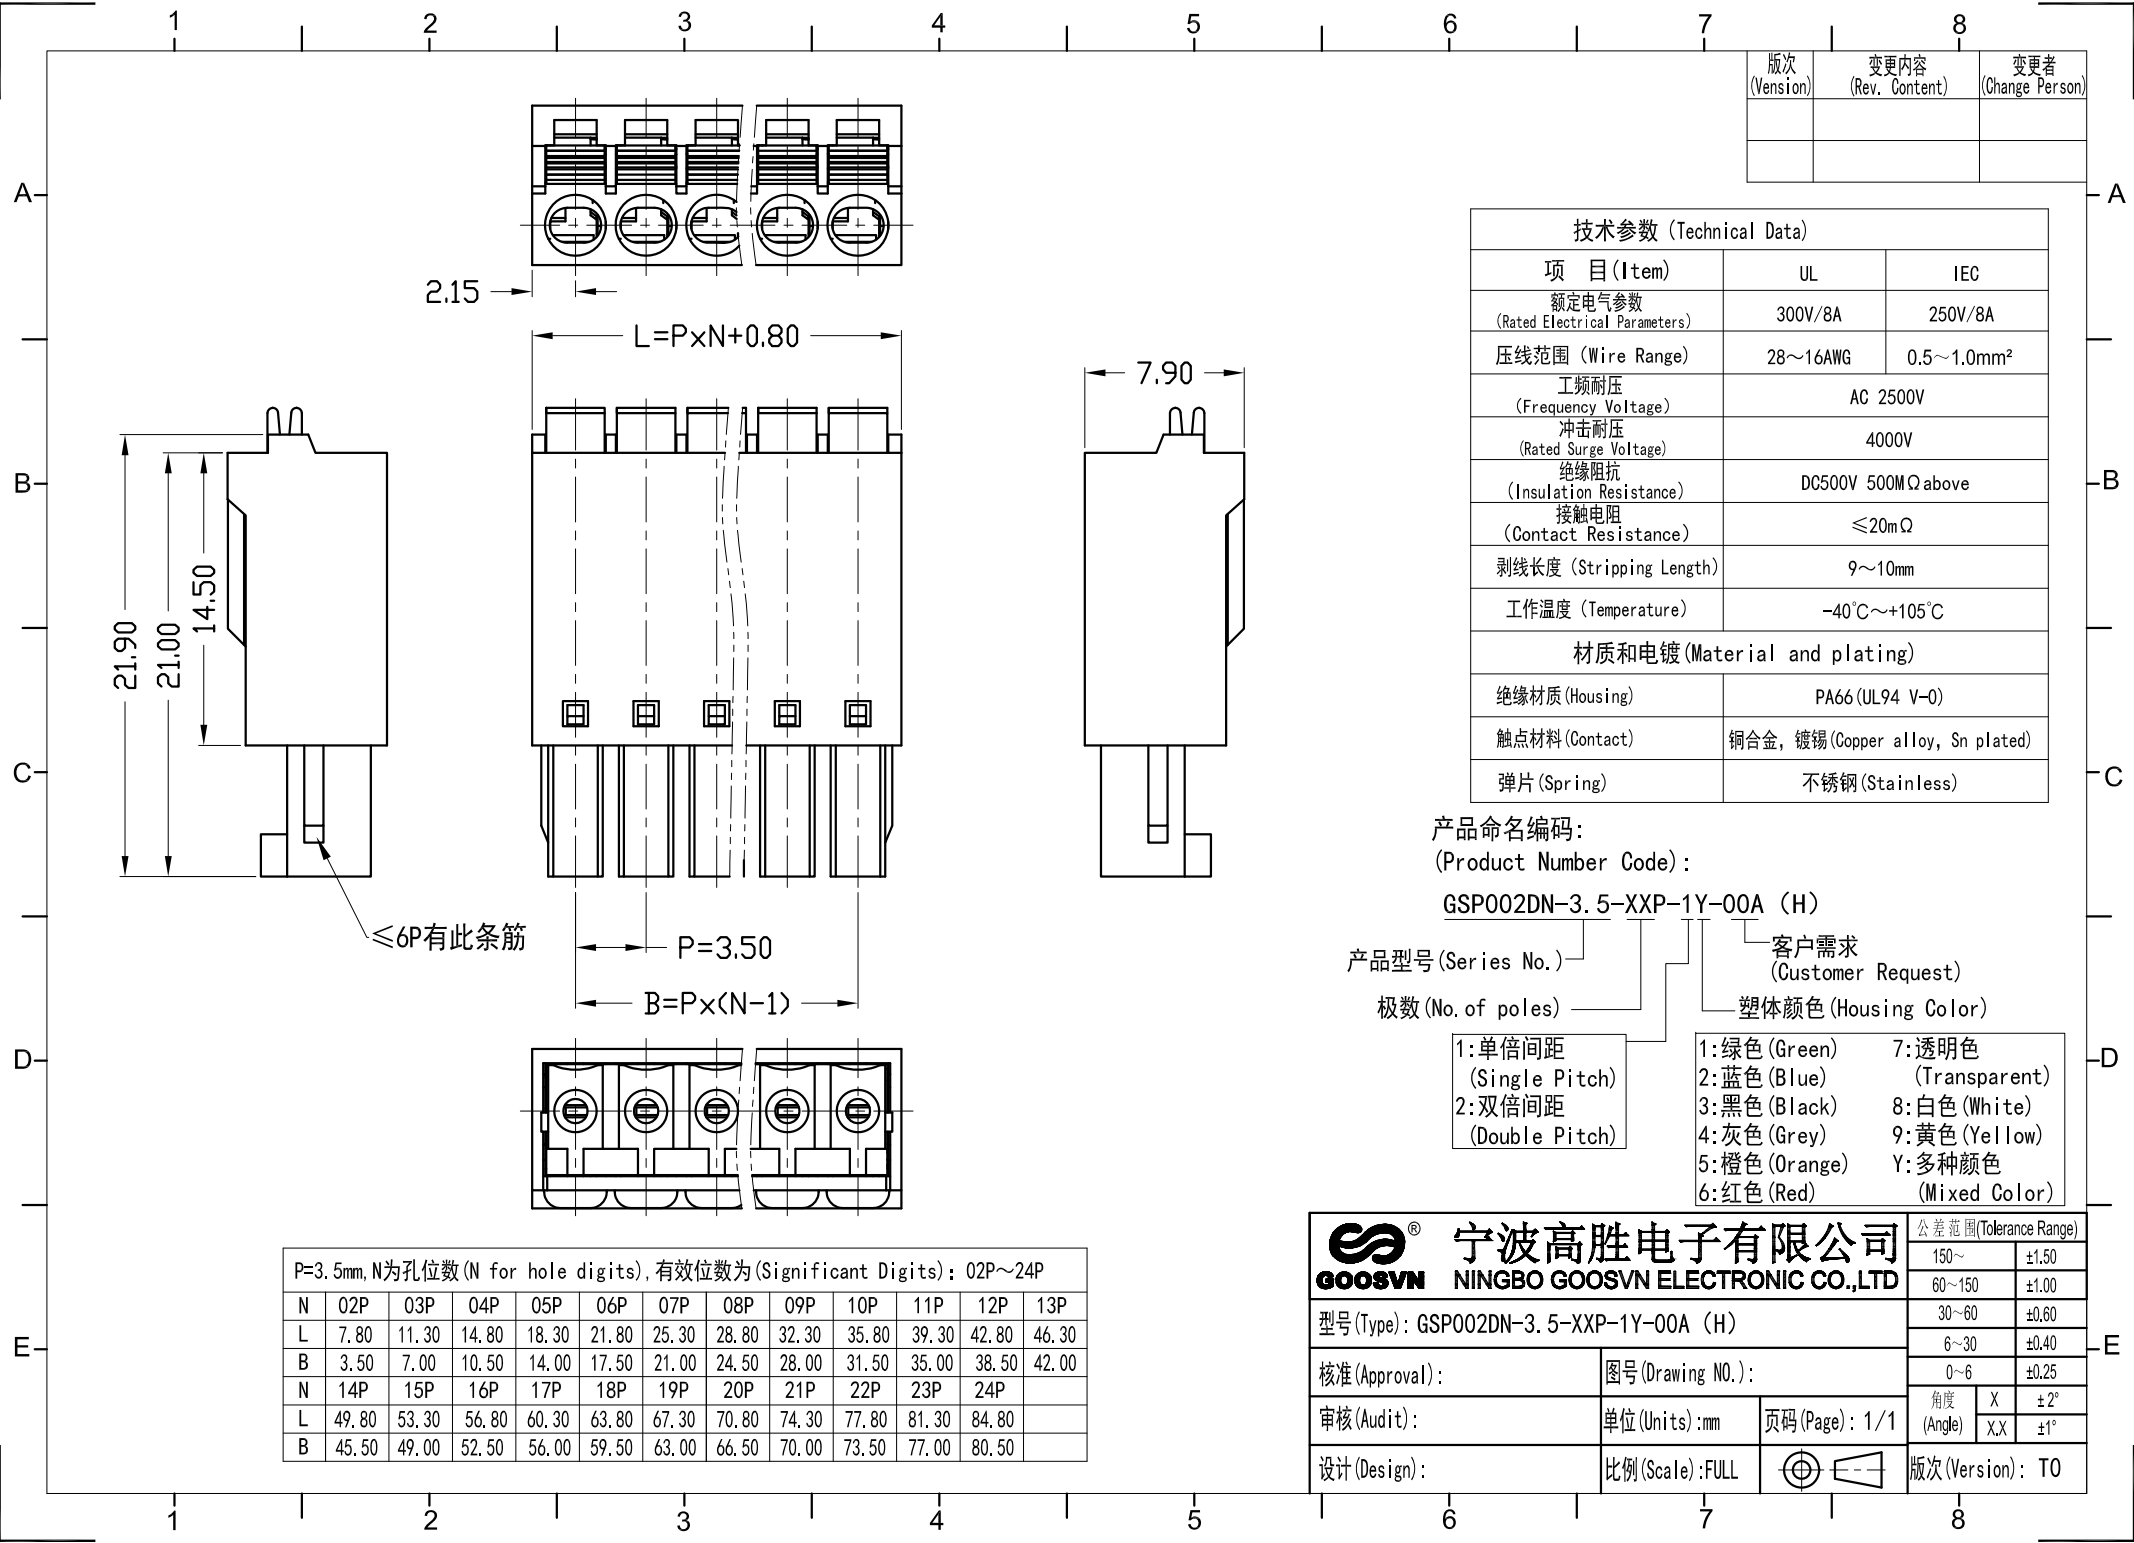 1 2 3 4 5 6 7 8
版次 变更内容 变更者
(Vension) (Rev. Content) (Change Person)
A A
B B
C C
D D
E E
2.15
L=PxN+0.80
7.90
21.90
21.00
14.50
≤6P有此条筋
P=3.50
B=Px(N-1)
技术参数 (Technical Data)
项 目(Item) UL IEC
额定电气参数
(Rated Electrical Parameters) 300V/8A 250V/8A
压线范围 (Wire Range) 28~16AWG 0.5~1.0mm²
工频耐压
(Frequency Voltage) AC 2500V
冲击耐压
(Rated Surge Voltage) 4000V
绝缘阻抗
(Insulation Resistance) DC500V 500MΩabove
接触电阻
(Contact Resistance) ≤20mΩ
剥线长度 (Stripping Length) 9~10mm
工作温度 (Temperature) -40℃~+105℃
材质和电镀(Material and plating)
绝缘材质(Housing) PA66(UL94 V-0)
触点材料(Contact) 铜合金, 镀锡(Copper alloy, Sn plated)
弹片(Spring) 不锈钢(Stainless)
产品命名编码:
(Product Number Code):
GSP002DN-3.5-XXP-1Y-00A (H)
产品型号(Series No.)
客户需求
(Customer Request)
极数(No.of poles)
塑体颜色(Housing Color)
1:单倍间距
(Single Pitch)
2:双倍间距
(Double Pitch)
1:绿色(Green) 7:透明色
2:蓝色(Blue) (Transparent)
3:黑色(Black) 8:白色(White)
4:灰色(Grey) 9:黄色(Yellow)
5:橙色(Orange) Y:多种颜色
6:红色(Red) (Mixed Color)
P=3.5mm,N为孔位数(N for hole digits),有效位数为(Significant Digits): 02P~24P
N 02P 03P 04P 05P 06P 07P 08P 09P 10P 11P 12P 13P
L 7.80 11.30 14.80 18.30 21.80 25.30 28.80 32.30 35.80 39.30 42.80 46.30
B 3.50 7.00 10.50 14.00 17.50 21.00 24.50 28.00 31.50 35.00 38.50 42.00
N 14P 15P 16P 17P 18P 19P 20P 21P 22P 23P 24P
L 49.80 53.30 56.80 60.30 63.80 67.30 70.80 74.30 77.80 81.30 84.80
B 45.50 49.00 52.50 56.00 59.50 63.00 66.50 70.00 73.50 77.00 80.50
® 宁波高胜电子有限公司
GOOSVN NINGBO GOOSVN ELECTRONIC CO.,LTD
型号(Type): GSP002DN-3.5-XXP-1Y-00A (H)
核准(Approval): 图号(Drawing NO.):
审核(Audit): 单位(Units):mm 页码(Page): 1/1
设计(Design): 比例(Scale):FULL
公差范围(Tolerance Range)
150~ ±1.50
60~150 ±1.00
30~60 ±0.60
6~30 ±0.40
0~6 ±0.25
角度 X ±2°
(Angle) X.X ±1°
版次(Version): T0
1 2 3 4 5 6 7 8